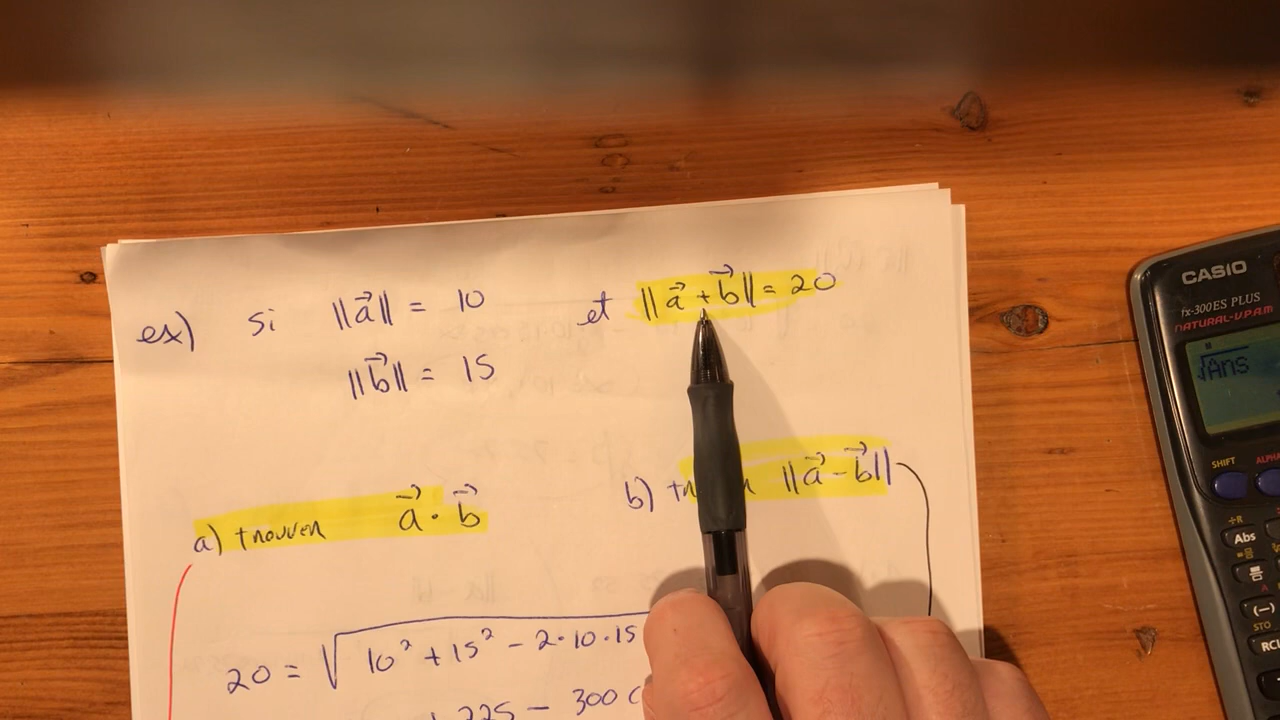 ex) si ||a⃗|| = 10 et ||a⃗ + b⃗|| = 20
||b⃗|| = 15
a) trouver a⃗ · b⃗
b) ||a⃗ - b⃗||
20 = √10² + 15² - 2·10·15
225 - 300 c
CASIO
fx-300ES PLUS
NATURAL-V.P.A.M.
√Ans
SHIFT ALPHA
÷R
Abs
(-)
STO
RCL